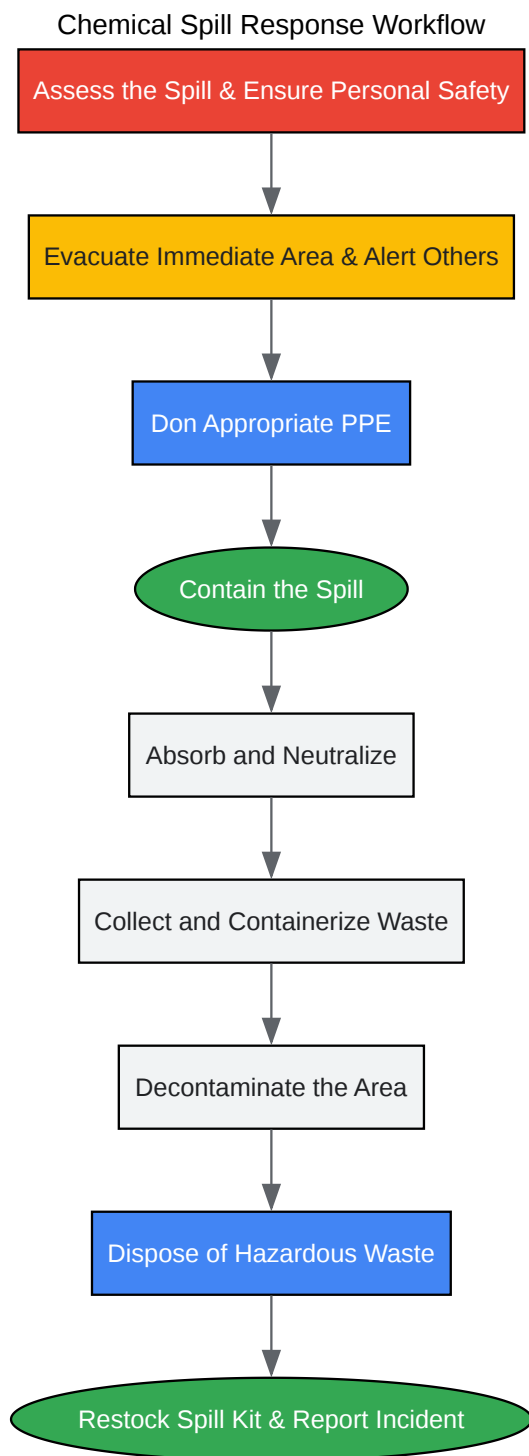 Chemical Spill Response Workflow
Assess the Spill & Ensure Personal Safety
Evacuate Immediate Area & Alert Others
Don Appropriate PPE
Contain the Spill
Absorb and Neutralize
Collect and Containerize Waste
Decontaminate the Area
Dispose of Hazardous Waste
Restock Spill Kit & Report Incident